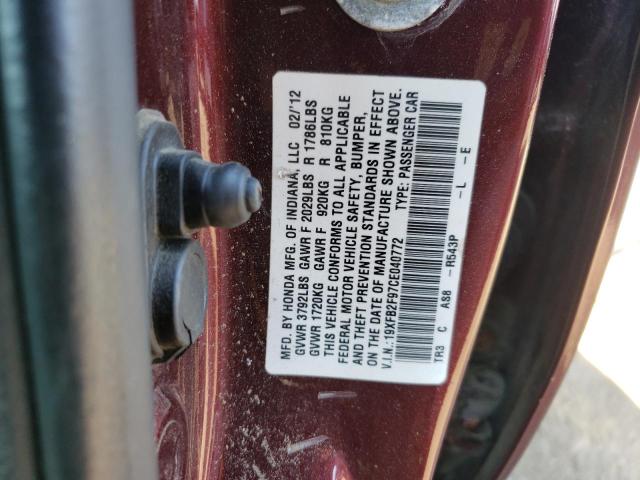 MFD. BY HONDA MFG. OF INDIANA, LLC 02/'12
GVWR 3792LBS GAWR F 2029LBS R 1786LBS
GVWR 1720KG GAWR F 920KG R 810KG
THIS VEHICLE CONFORMS TO ALL APPLICABLE
FEDERAL MOTOR VEHICLE SAFETY, BUMPER,
AND THEFT PREVENTION STANDARDS IN EFFECT
ON THE DATE OF MANUFACTURE SHOWN ABOVE.
V.I.N.:19XFB2F97CE040772 TYPE: PASSENGER CAR
TR3 C AS8 -R543P -L -E